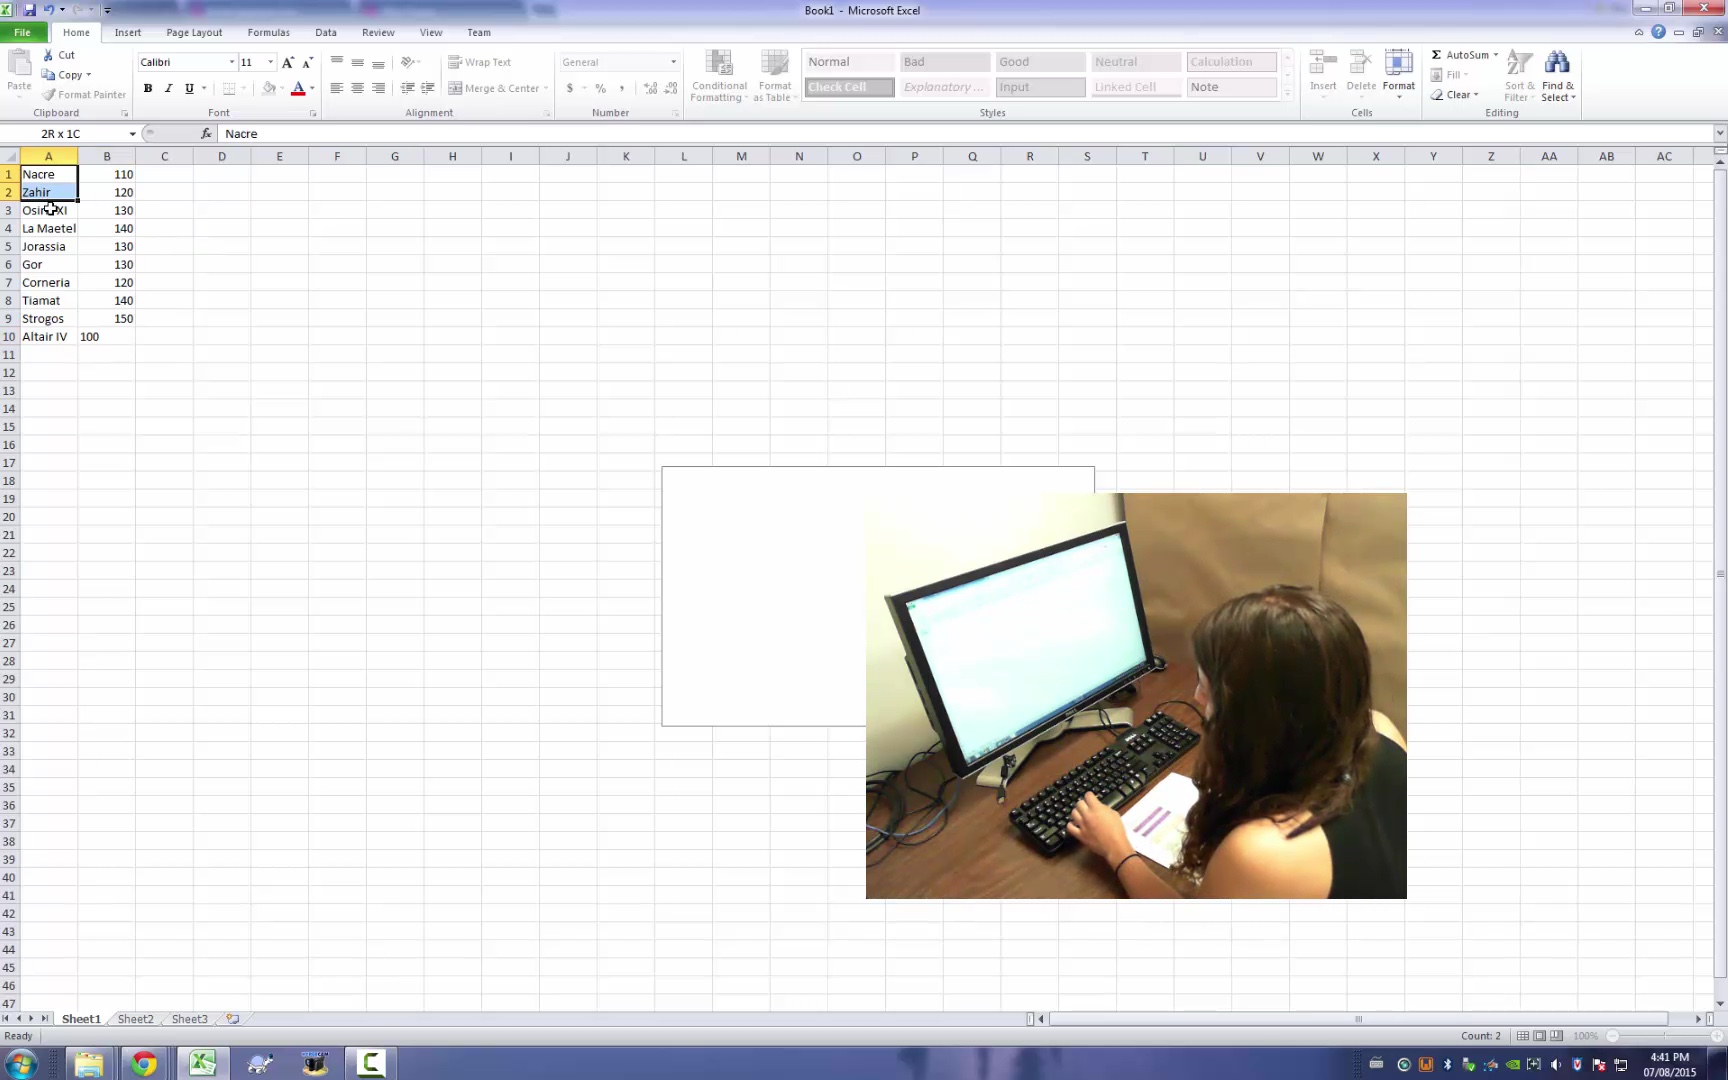 Book1 - Microsoft Excel
File Home Insert Page Layout Formulas Data Review View Team
Cut
Copy
Format Painter
Paste
Clipboard
Calibri 11
B I U
Font
Wrap Text
Merge & Center
Alignment
General
$ % ,
Number
Conditional Formatting
Format as Table
Normal Bad Good Neutral Calculation
Check Cell Explanatory ... Input Linked Cell Note
Styles
Insert Delete Format
Cells
AutoSum
Fill
Clear
Sort & Filter
Find & Select
Editing
2R x 1C fx Nacre
A B C D E F G H I J K L M N O P Q R S T U V W X Y Z AA AB AC
1 Nacre 110
2 Zahir 120
3 Osiris XI 130
4 La Maetel 140
5 Jorassia 130
6 Gor 130
7 Corneria 120
8 Tiamat 140
9 Strogos 150
10 Altair IV 100
11
12
13
14
15
16
17
18
19
20
21
22
23
24
25
26
27
28
29
30
31
32
33
34
35
36
37
38
39
40
41
42
43
44
45
46
47
Sheet1 Sheet2 Sheet3
Ready Count: 2 100%
4:41 PM
07/08/2015